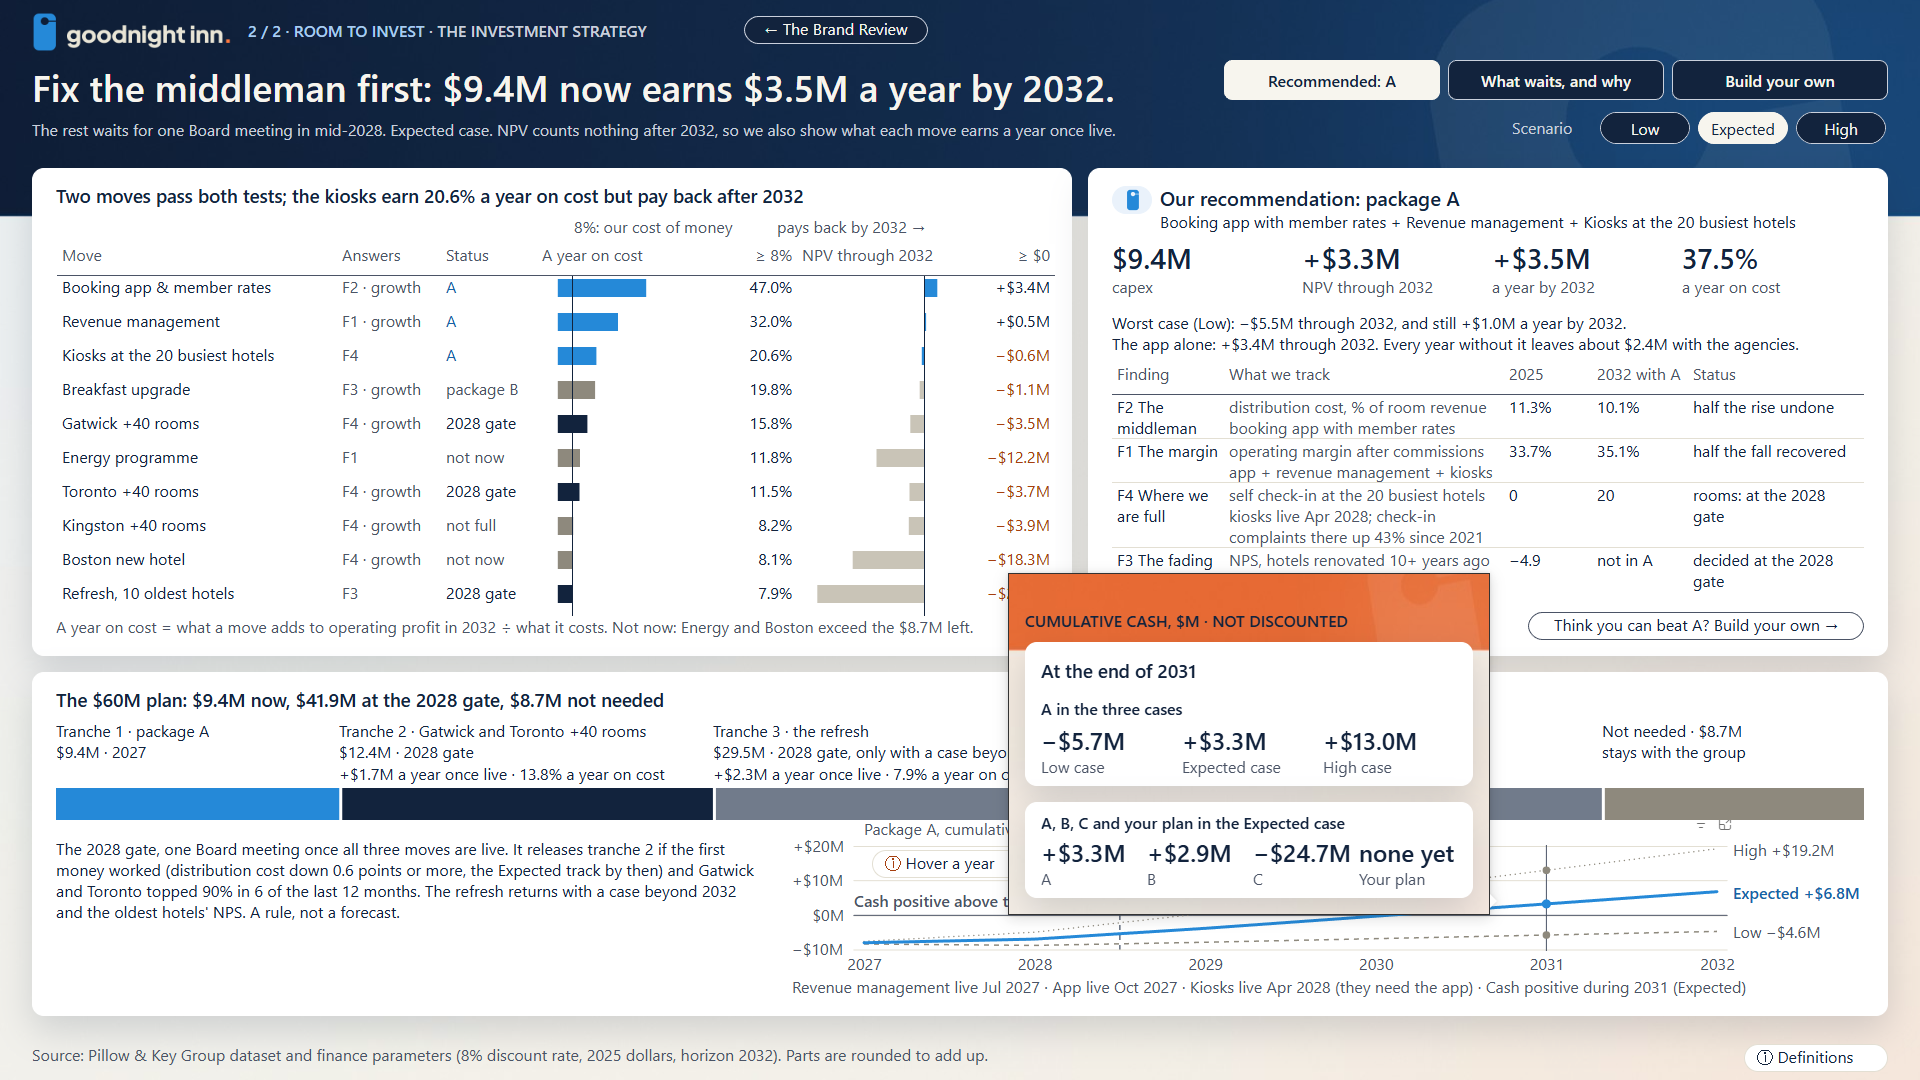 goodnight inn.
2 / 2 · ROOM TO INVEST · THE INVESTMENT STRATEGY
← The Brand Review
Fix the middleman first: $9.4M now earns $3.5M a year by 2032.
The rest waits for one Board meeting in mid-2028. Expected case. NPV counts nothing after 2032, so we also show what each move earns a year once live.
Recommended: A
What waits, and why
Build your own
Scenario
Low
Expected
High
Two moves pass both tests; the kiosks earn 20.6% a year on cost but pay back after 2032
8%: our cost of money
pays back by 2032 →
Move Answers Status A year on cost ≥ 8% NPV through 2032 ≥ $0
Booking app & member rates F2 · growth A 47.0% +$3.4M
Revenue management F1 · growth A 32.0% +$0.5M
Kiosks at the 20 busiest hotels F4 A 20.6% −$0.6M
Breakfast upgrade F3 · growth package B 19.8% −$1.1M
Gatwick +40 rooms F4 · growth 2028 gate 15.8% −$3.5M
Energy programme F1 not now 11.8% −$12.2M
Toronto +40 rooms F4 · growth 2028 gate 11.5% −$3.7M
Kingston +40 rooms F4 · growth not full 8.2% −$3.9M
Boston new hotel F4 · growth not now 8.1% −$18.3M
Refresh, 10 oldest hotels F3 2028 gate 7.9% −$
A year on cost = what a move adds to operating profit in 2032 ÷ what it costs. Not now: Energy and Boston exceed the $8.7M left.
Our recommendation: package A
Booking app with member rates + Revenue management + Kiosks at the 20 busiest hotels
$9.4M +$3.3M +$3.5M 37.5%
capex NPV through 2032 a year by 2032 a year on cost
Worst case (Low): −$5.5M through 2032, and still +$1.0M a year by 2032.
The app alone: +$3.4M through 2032. Every year without it leaves about $2.4M with the agencies.
Finding What we track 2025 2032 with A Status
F2 The distribution cost, % of room revenue 11.3% 10.1% half the rise undone
middleman booking app with member rates
F1 The margin operating margin after commissions 33.7% 35.1% half the fall recovered
app + revenue management + kiosks
F4 Where we self check-in at the 20 busiest hotels 0 20 rooms: at the 2028
are full kiosks live Apr 2028; check-in gate
complaints there up 43% since 2021
F3 The fading NPS, hotels renovated 10+ years ago −4.9 not in A decided at the 2028
gate
Think you can beat A? Build your own →
The $60M plan: $9.4M now, $41.9M at the 2028 gate, $8.7M not needed
Tranche 1 · package A
$9.4M · 2027
Tranche 2 · Gatwick and Toronto +40 rooms
$12.4M · 2028 gate
+$1.7M a year once live · 13.8% a year on cost
Tranche 3 · the refresh
$29.5M · 2028 gate, only with a case
+$2.3M a year once live · 7.9% a year on
Not needed · $8.7M
stays with the group
The 2028 gate, one Board meeting once all three moves are live. It releases tranche 2 if the first
money worked (distribution cost down 0.6 points or more, the Expected track by then) and Gatwick
and Toronto topped 90% in 6 of the last 12 months. The refresh returns with a case beyond 2032
and the oldest hotels' NPS. A rule, not a forecast.
Package A,
ⓘ Hover a year
Cash positive above
+$20M
+$10M
$0M
−$10M
2027 2028 2029 2030 2031 2032
High +$19.2M
Expected +$6.8M
Low −$4.6M
Revenue management live Jul 2027 · App live Oct 2027 · Kiosks live Apr 2028 (they need the app) · Cash positive during 2031 (Expected)
CUMULATIVE CASH, $M · NOT DISCOUNTED
At the end of 2031
A in the three cases
−$5.7M +$3.3M +$13.0M
Low case Expected case High case
A, B, C and your plan in the Expected case
+$3.3M +$2.9M −$24.7M none yet
A B C Your plan
Source: Pillow & Key Group dataset and finance parameters (8% discount rate, 2025 dollars, horizon 2032). Parts are rounded to add up.
ⓘ Definitions